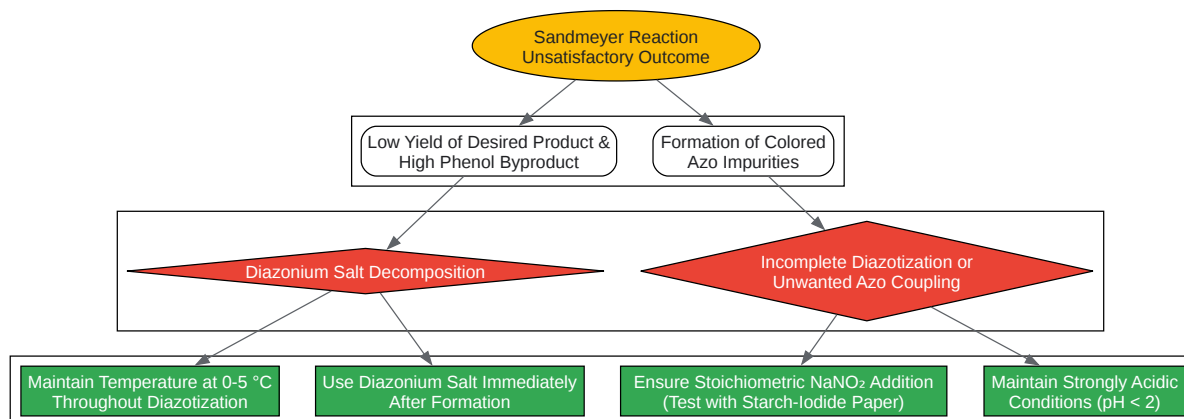 Sandmeyer Reaction
Unsatisfactory Outcome
Low Yield of Desired Product &
High Phenol Byproduct
Formation of Colored
Azo Impurities
Diazonium Salt Decomposition
Incomplete Diazotization or
Unwanted Azo Coupling
Maintain Temperature at 0-5 °C
Throughout Diazotization
Use Diazonium Salt Immediately
After Formation
Ensure Stoichiometric NaNO₂ Addition
(Test with Starch-Iodide Paper)
Maintain Strongly Acidic
Conditions (pH < 2)